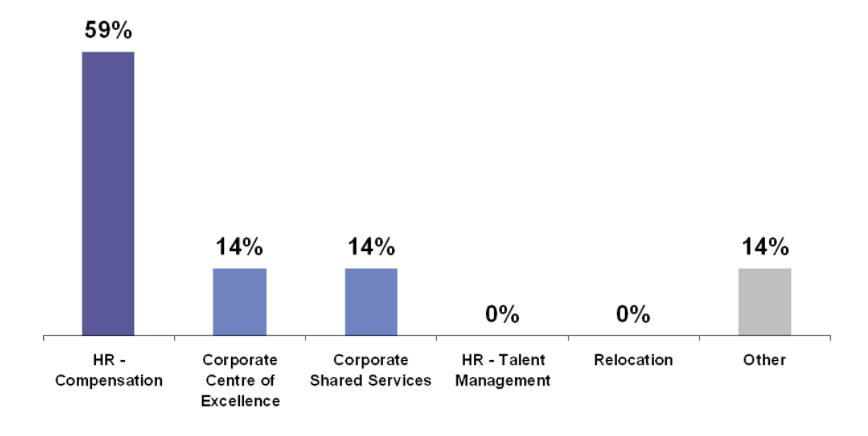 59%
14%
14%
0%
0%
14%
HR -
Compensation
Corporate
Centre of
Excellence
Corporate
Shared Services
HR - Talent
Management
Relocation
Other